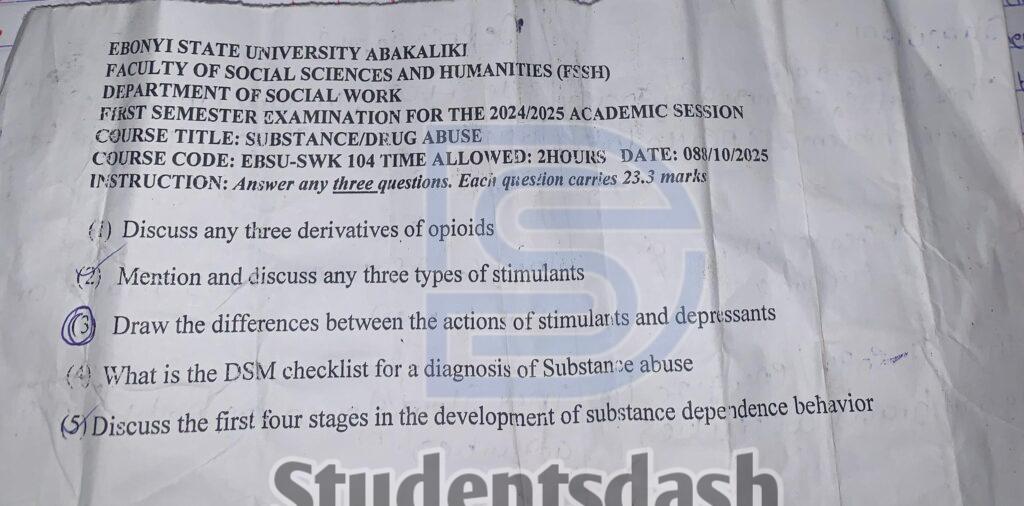 EBONYI STATE UNIVERSITY ABAKALIKI
FACULTY OF SOCIAL SCIENCES AND HUMANITIES (FSSH)
DEPARTMENT OF SOCIAL WORK
FIRST SEMESTER EXAMINATION FOR THE 2024/2025 ACADEMIC SESSION
COURSE TITLE: SUBSTANCE/DRUG ABUSE
COURSE CODE: EBSU-SWK 104 TIME ALLOWED: 2HOURS DATE: 088/10/2025
INSTRUCTION: Answer any three questions. Each question carries 23.3 marks
(1) Discuss any three derivatives of opioids
(2) Mention and discuss any three types of stimulants
(3) Draw the differences between the actions of stimulants and depressants
(4) What is the DSM checklist for a diagnosis of Substance abuse
(5) Discuss the first four stages in the development of substance dependence behavior
Studentsdash